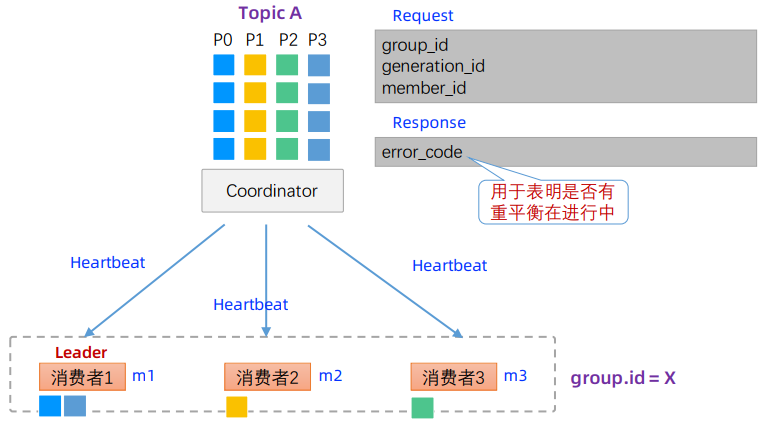 Topic A
P0 P1 P2 P3
Coordinator
Request
group_id
generation_id
member_id
Response
error_code
用于表明是否有
重平衡在进行中
Heartbeat
Heartbeat
Heartbeat
Leader
消费者1 m1
消费者2 m2
消费者3 m3
group.id = X